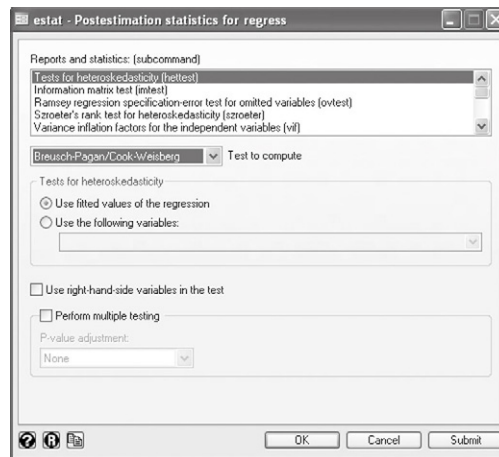 estat - Postestimation statistics for regress
Reports and statistics: (subcommand)
Tests for heteroskedasticity (hettest)
Information matrix test (imtest)
Ramsey regression specification-error test for omitted variables (ovtest)
Szroeter's rank test for heteroskedasticity (szroeter)
Variance inflation factors for the independent variables (vif)
Breusch-Pagan/Cook-Weisberg Test to compute
Tests for heteroskedasticity
Use fitted values of the regression
Use the following variables:
Use right-hand-side variables in the test
Perform multiple testing
P-value adjustment:
None
? R OK Cancel Submit